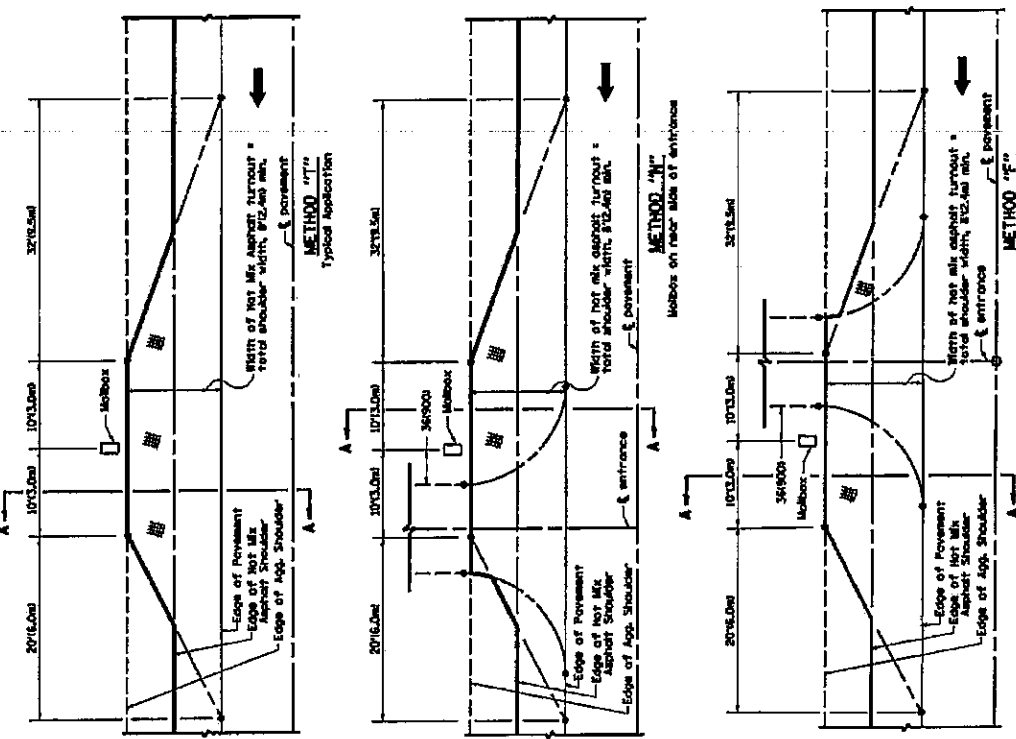 32'(9.5m)
10'(3.0m)
10'(3.0m)
20'(6.0m)
Mailbox
A
A
Width of Hot Mix Asphalt turnout =
total shoulder width, 8'(2.4m) min.
℄ pavement
METHOD "T"
Typical Application
Edge of Pavement
Edge of Hot Mix
Asphalt Shoulder
Edge of Agg. Shoulder
32'(9.5m)
10'(3.0m)
10'(3.0m)
20'(6.0m)
36(900)
Mailbox
A
A
Width of hot mix asphalt turnout =
total shoulder width, 8'(2.4m) min.
℄ pavement
METHOD "N"
Mailbox on near side of entrance
℄ entrance
Edge of Pavement
Edge of Hot Mix
Asphalt Shoulder
Edge of Agg. Shoulder
32'(9.5m)
10'(3.0m)
10'(3.0m)
20'(6.0m)
36(900)
Mailbox
A
A
Width of hot mix asphalt turnout =
total shoulder width, 8'(2.4m) min.
℄ pavement
℄ entrance
METHOD "F"
Edge of Pavement
Edge of Hot Mix
Asphalt Shoulder
Edge of Agg. Shoulder